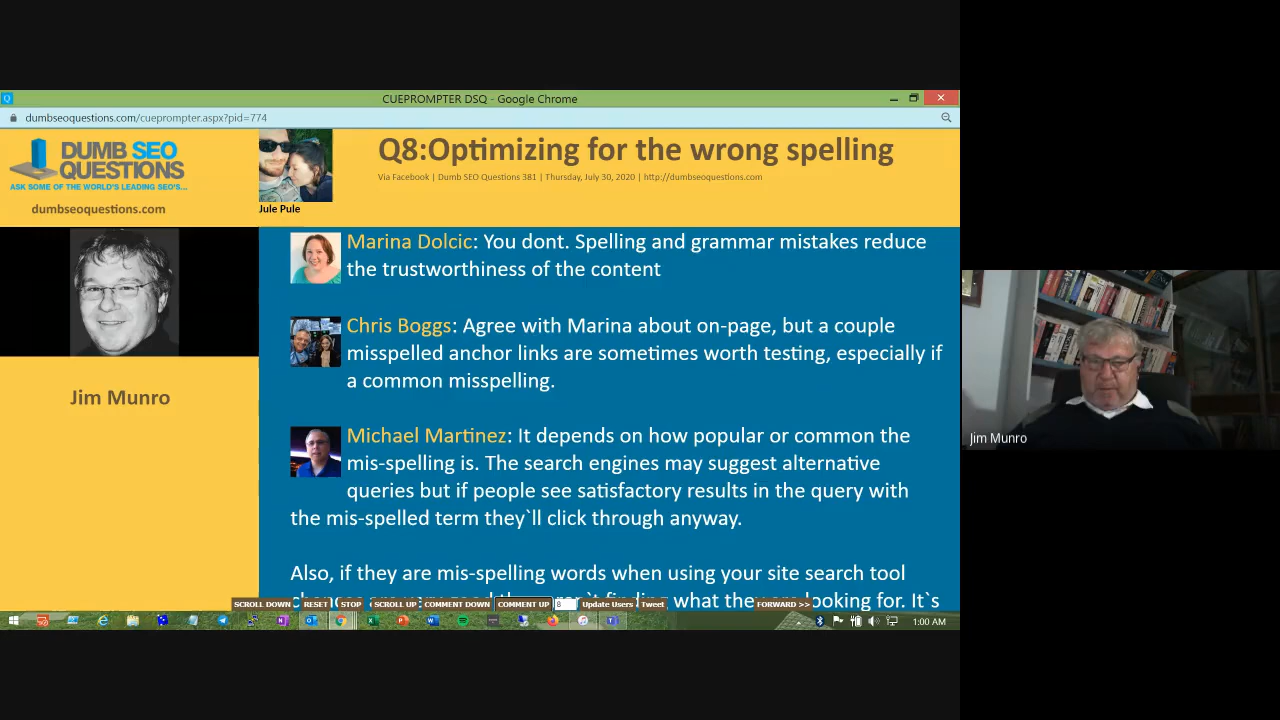 CUEPROMPTER DSQ - Google Chrome
dumbseoquestions.com/cueprompter.aspx?pid=774
DUMB SEO
QUESTIONS
ASK SOME OF THE WORLD'S LEADING SEO'S...
dumbseoquestions.com
Jule Pule
Q8:Optimizing for the wrong spelling
Via Facebook | Dumb SEO Questions 381 | Thursday, July 30, 2020 | http://dumbseoquestions.com
Jim Munro
Marina Dolcic: You dont. Spelling and grammar mistakes reduce
the trustworthiness of the content
Chris Boggs: Agree with Marina about on-page, but a couple
misspelled anchor links are sometimes worth testing, especially if
a common misspelling.
Michael Martinez: It depends on how popular or common the
mis-spelling is. The search engines may suggest alternative
queries but if people see satisfactory results in the query with
the mis-spelled term they`ll click through anyway.
Also, if they are mis-spelling words when using your site search tool
what they are looking for. It`s
SCROLL DOWN RESET STOP SCROLL UP COMMENT DOWN COMMENT UP 8 Update Users Tweet FORWARD >>
1:00 AM
Jim Munro